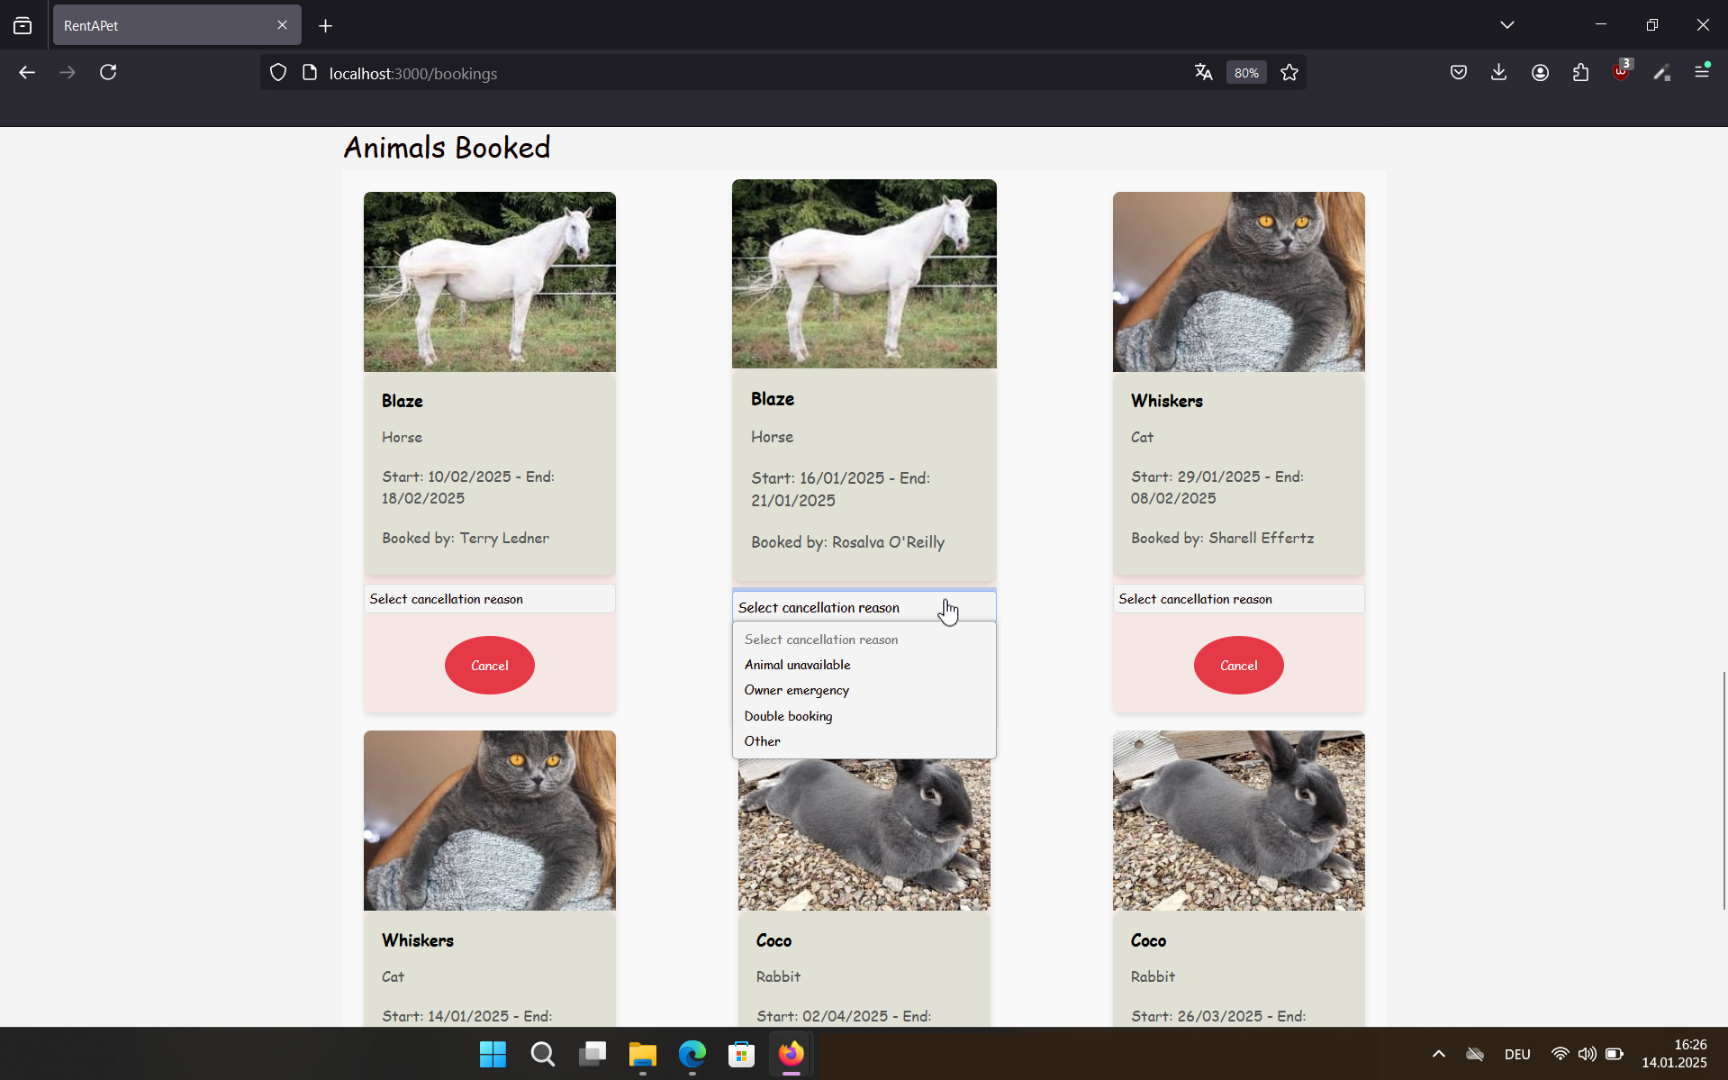 RentAPet
localhost:3000/bookings
80%
3
Animals Booked
Blaze
Horse
Start: 10/02/2025 - End:
18/02/2025
Booked by: Terry Ledner
Select cancellation reason
Cancel
Blaze
Horse
Start: 16/01/2025 - End:
21/01/2025
Booked by: Rosalva O'Reilly
Select cancellation reason
Select cancellation reason
Animal unavailable
Owner emergency
Double booking
Other
Whiskers
Cat
Start: 29/01/2025 - End:
08/02/2025
Booked by: Sharell Effertz
Select cancellation reason
Cancel
Whiskers
Cat
Start: 14/01/2025 - End:
Coco
Rabbit
Start: 02/04/2025 - End:
Coco
Rabbit
Start: 26/03/2025 - End:
DEU
16:26
14.01.2025